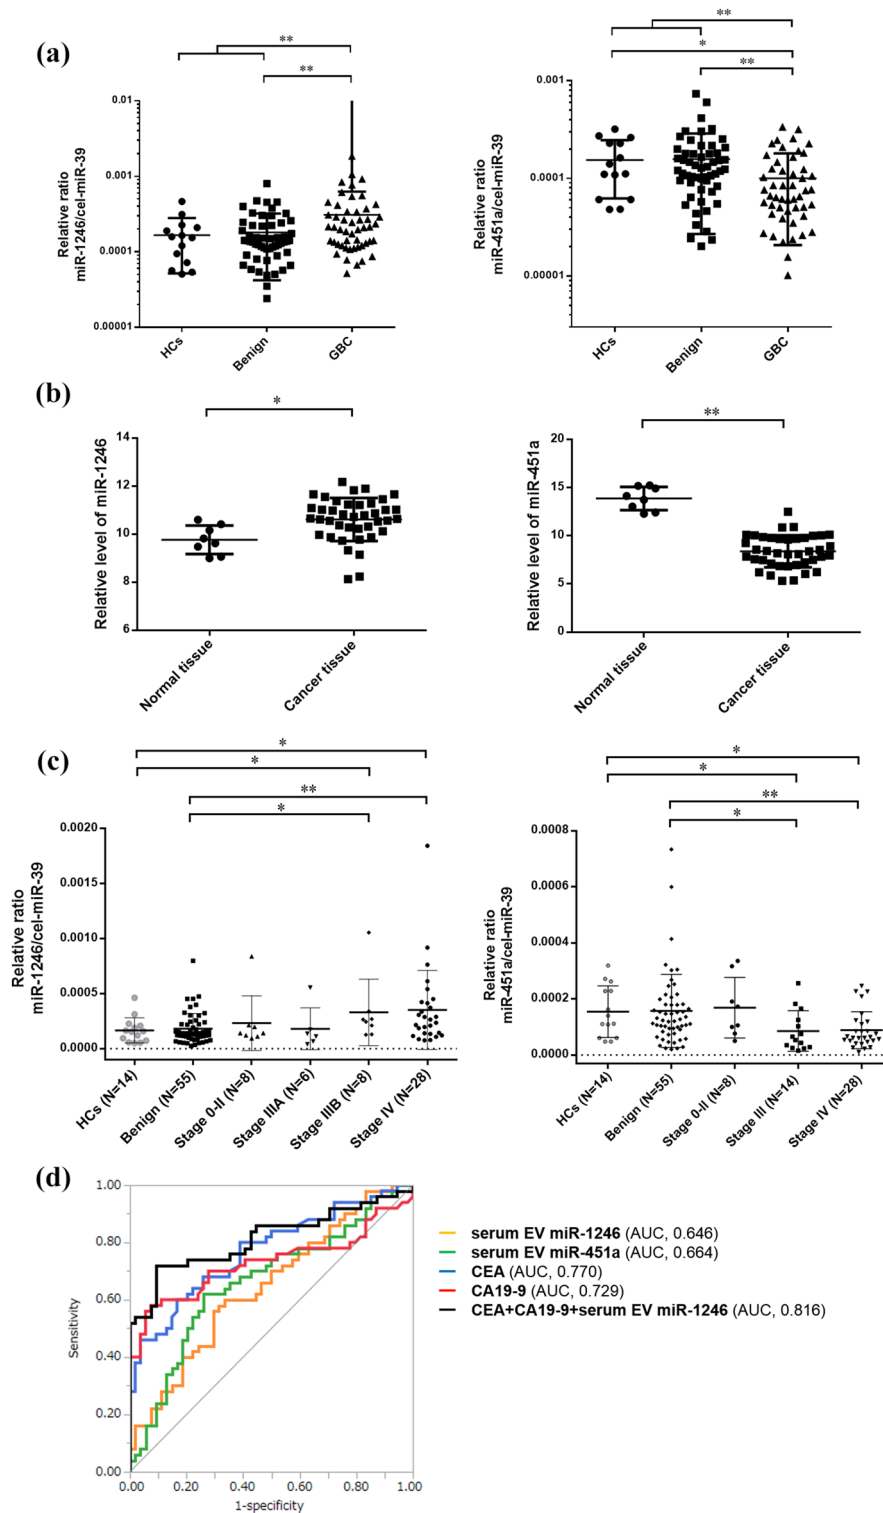 (a)
**
**
Relative ratio
miR-1246/cel-miR-39
0.01
0.001
0.0001
0.00001
HCs
Benign
GBC
**
*
**
Relative ratio
miR-451a/cel-miR-39
0.001
0.0001
0.00001
HCs
Benign
GBC
(b)
*
Relative level of miR-1246
14
12
10
8
6
Normal tissue
Cancer tissue
**
Relative level of miR-451a
20
15
10
5
0
Normal tissue
Cancer tissue
(c)
*
*
**
*
Relative ratio
miR-1246/cel-miR-39
0.0020
0.0015
0.0010
0.0005
0.0000
HCs (N=14)
Benign (N=55)
Stage 0-II (N=8)
Stage IIIA (N=6)
Stage IIIB (N=8)
Stage IV (N=28)
*
*
**
*
Relative ratio
miR-451a/cel-miR-39
0.0008
0.0006
0.0004
0.0002
0.0000
HCs (N=14)
Benign (N=55)
Stage 0-II (N=8)
Stage III (N=14)
Stage IV (N=28)
(d)
Sensitivity
1.00
0.80
0.60
0.40
0.20
0.00
0.00 0.20 0.40 0.60 0.80 1.00
1-specificity
serum EV miR-1246 (AUC, 0.646)
serum EV miR-451a (AUC, 0.664)
CEA (AUC, 0.770)
CA19-9 (AUC, 0.729)
CEA+CA19-9+serum EV miR-1246 (AUC, 0.816)